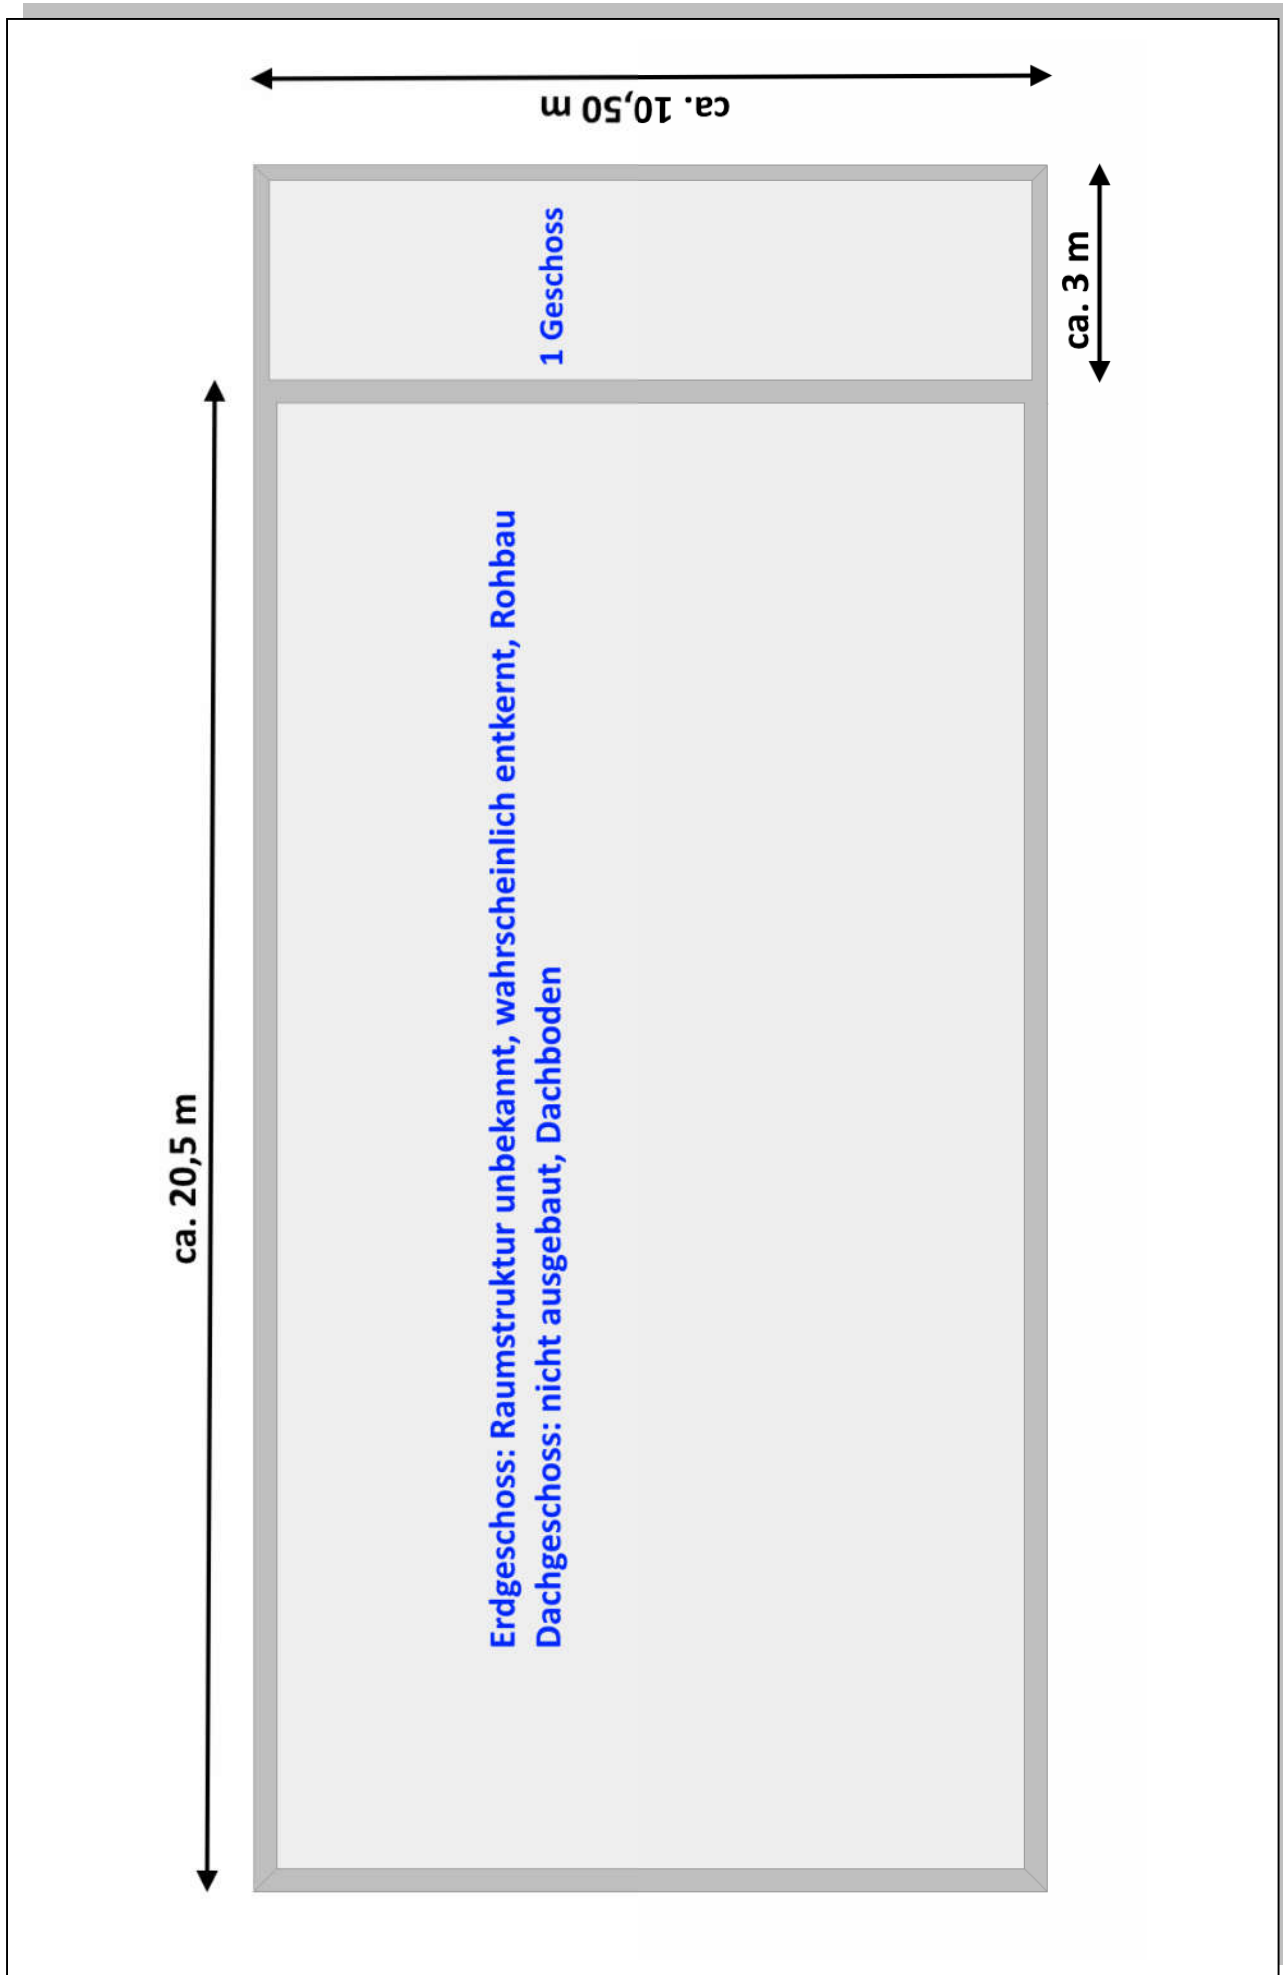 ca. 10,50 m
1 Geschoss
ca. 3 m
ca. 20,5 m
Erdgeschoss: Raumstruktur unbekannt, wahrscheinlich entkernt, Rohbau
Dachgeschoss: nicht ausgebaut, Dachboden